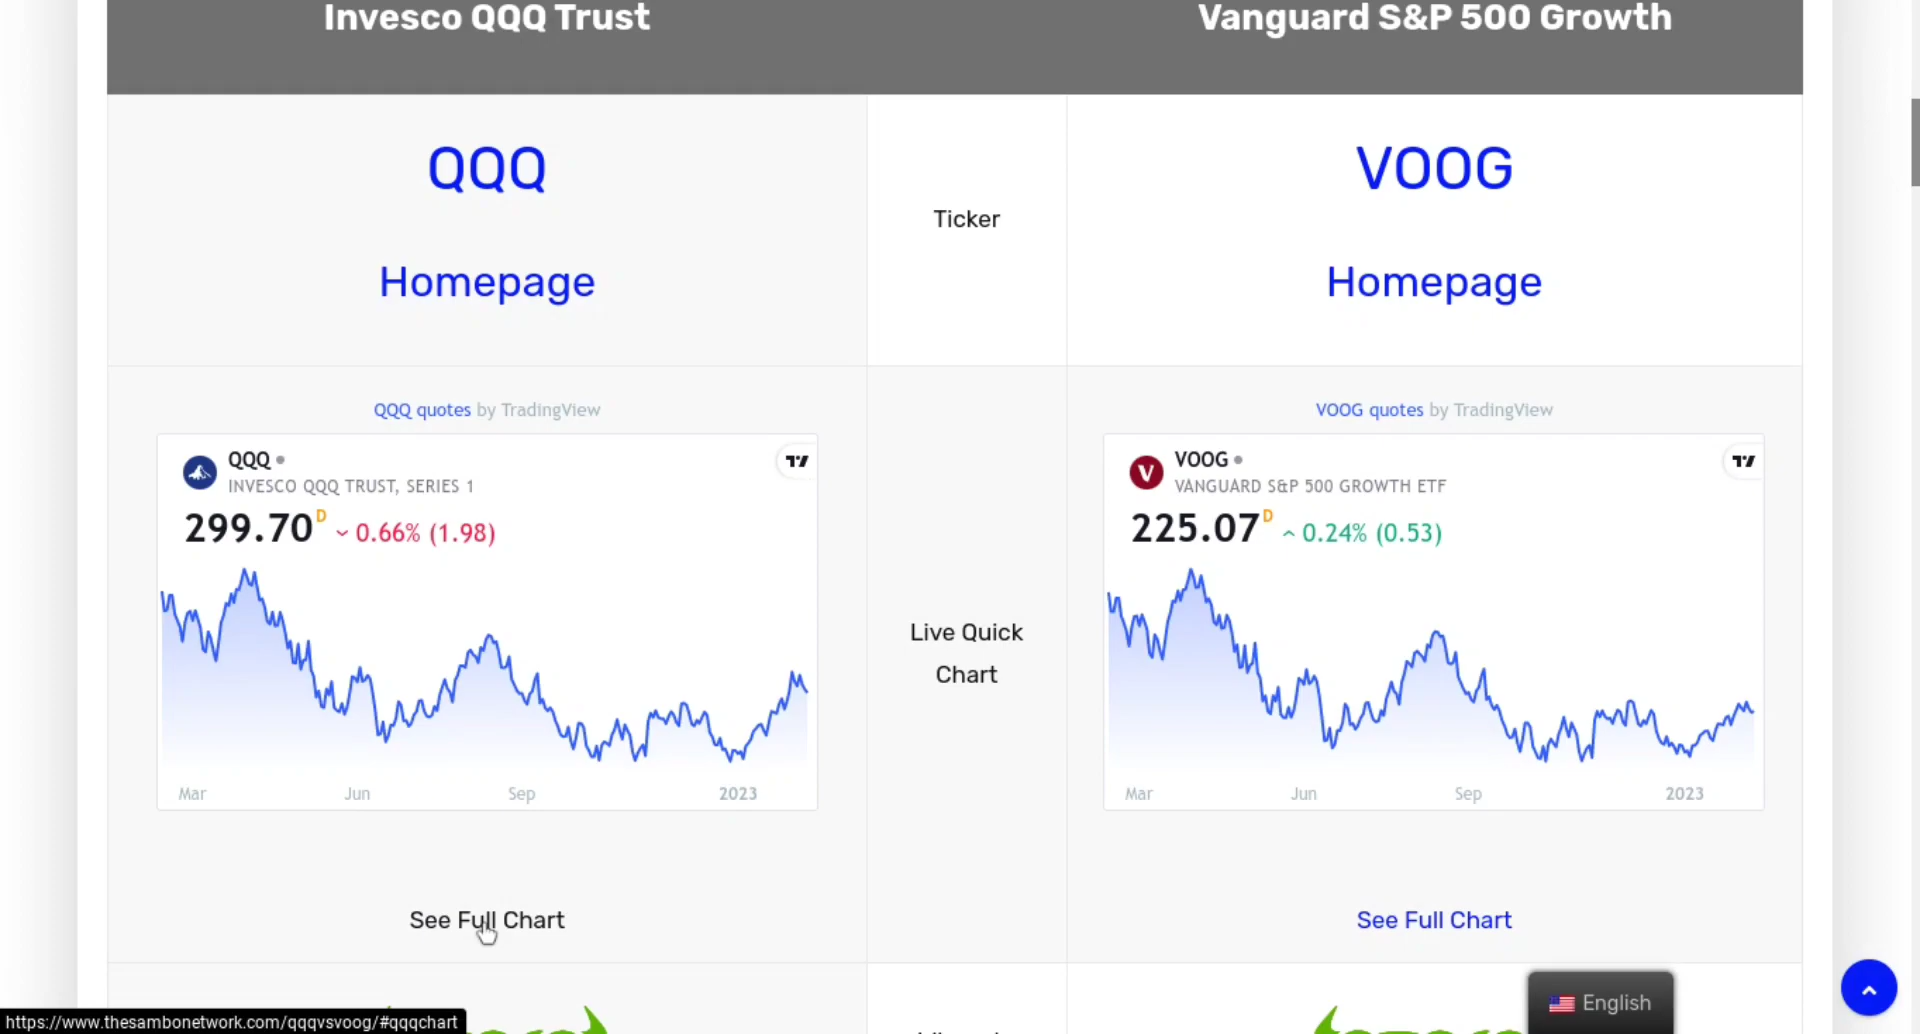 Invesco QQQ Trust
Vanguard S&P 500 Growth
QQQ
Homepage
Ticker
VOOG
Homepage
QQQ quotes by TradingView
QQQ
INVESCO QQQ TRUST, SERIES 1
299.70 D 0.66% (1.98)
Mar Jun Sep 2023
See Full Chart
Live Quick
Chart
VOOG quotes by TradingView
V
VOOG
VANGUARD S&P 500 GROWTH ETF
225.07 D 0.24% (0.53)
Mar Jun Sep 2023
See Full Chart
English
https://www.thesambonetwork.com/qqqvsvoog/#qqqchart